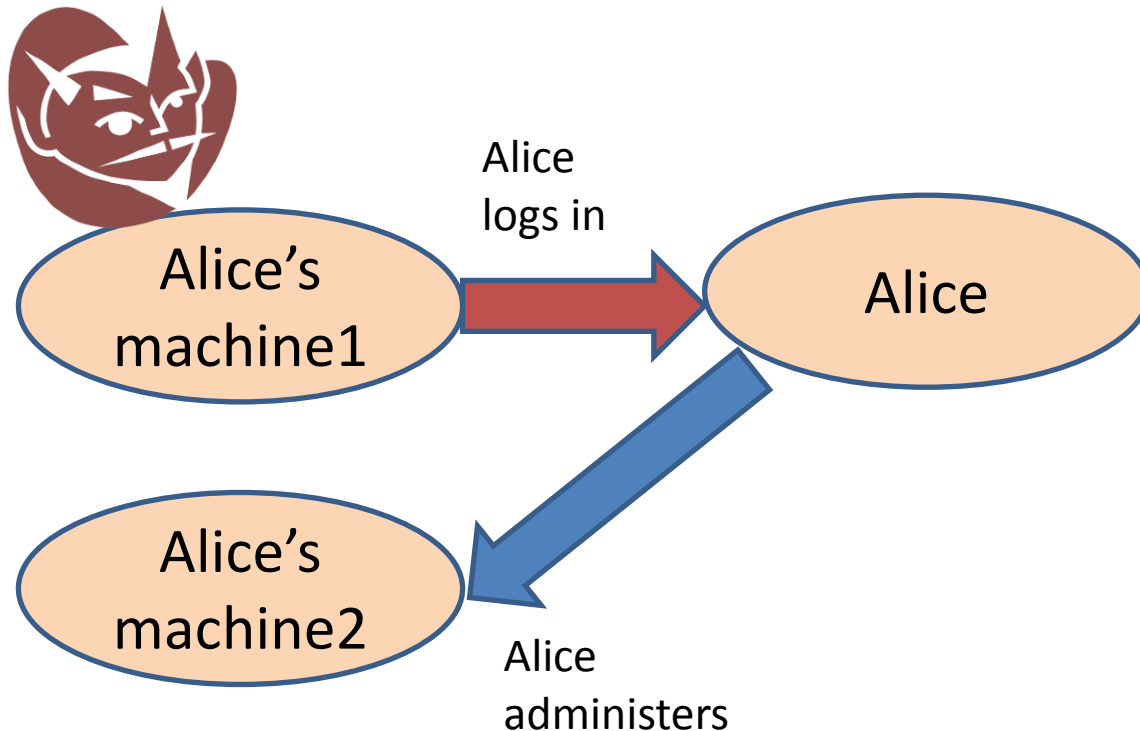 Alice
logs in
Alice’s
machine1
Alice
Alice’s
machine2
Alice
administers